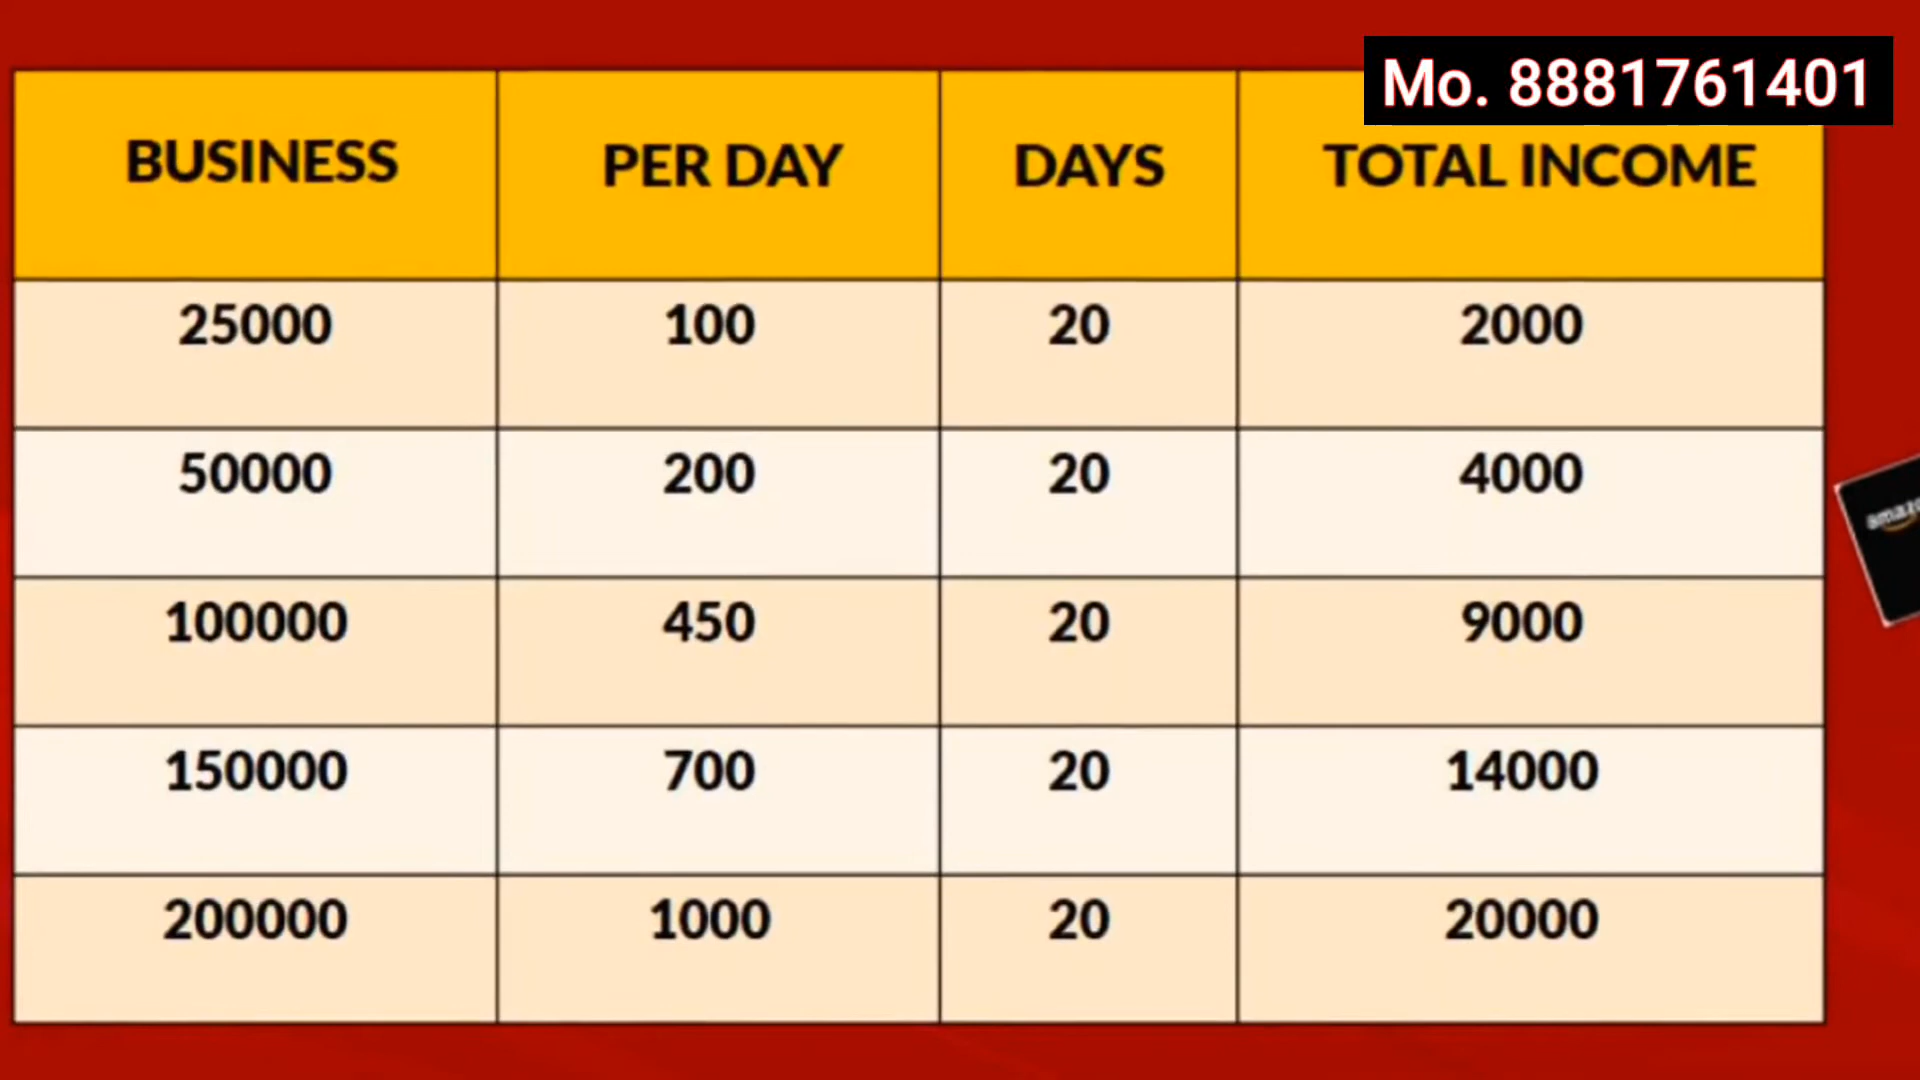 Mo. 8881761401
BUSINESS PER DAY DAYS TOTAL INCOME
25000 100 20 2000
50000 200 20 4000
100000 450 20 9000
150000 700 20 14000
200000 1000 20 20000